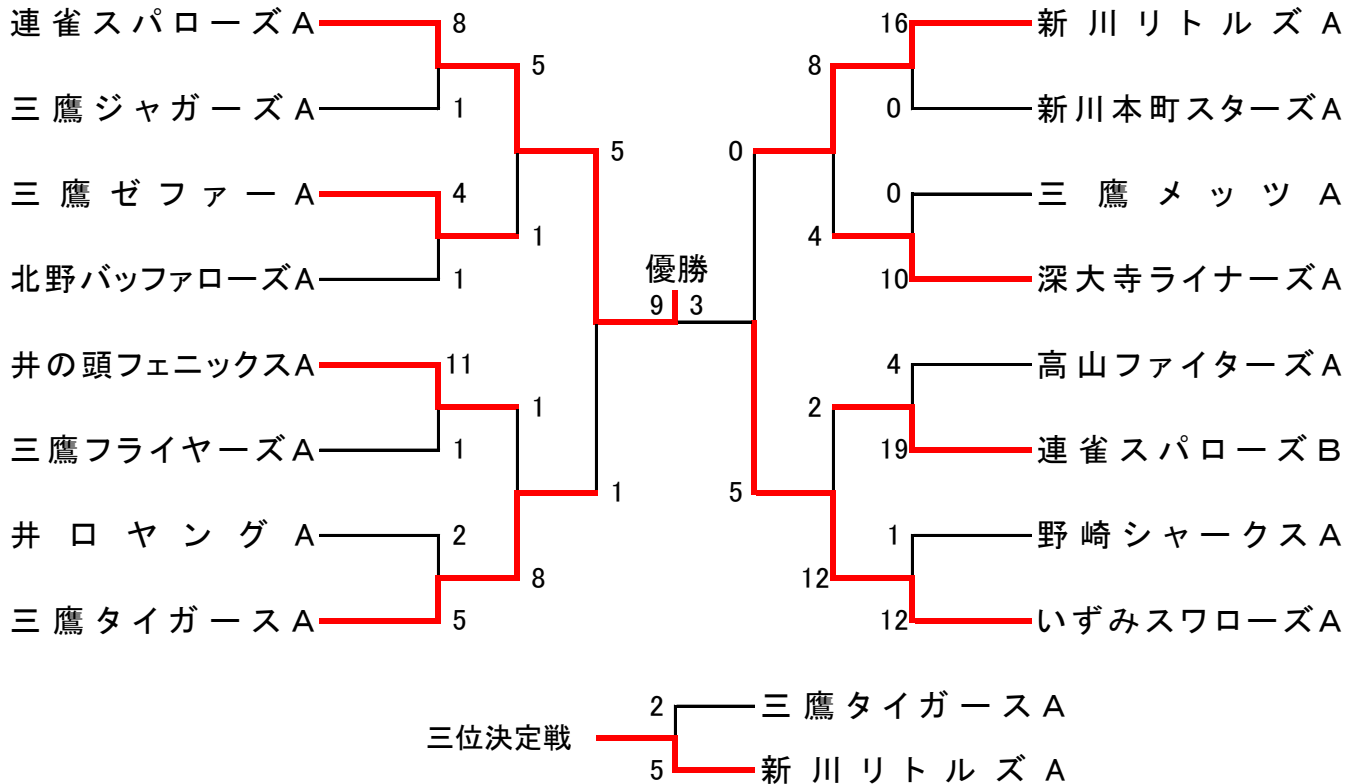 連雀スパローズA 8 16 新川リトルズA
5 8
三鷹ジャガーズA 1 0 新川本町スターズA
5 0
三鷹ゼファーA 4 0 三鷹メッツA
1 4
北野バッファローズA 1 優勝 10 深大寺ライナーズA
9 3
井の頭フェニックスA 11 4 高山ファイターズA
1 2
三鷹フライヤーズA 1 19 連雀スパローズB
1 5
井口ヤングA 2 1 野崎シャークスA
8 12
三鷹タイガースA 5 12 いずみスワローズA
2 三鷹タイガースA
三位決定戦
5 新川リトルズA